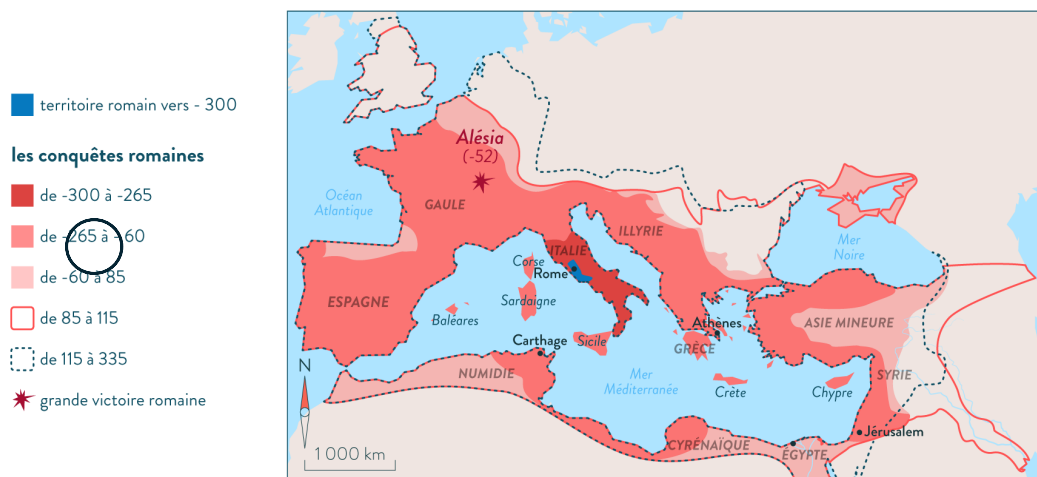 territoire romain vers - 300
les conquêtes romaines
de -300 à -265
de -265 à -60
de -60 à 85
de 85 à 115
de 115 à 335
grande victoire romaine
N
1 000 km
Alésia
(-52)
Océan
Atlantique
GAULE
ILLYRIE
ITALIE
Corse
Rome
Mer
Noire
ESPAGNE
Sardaigne
Baléares
Athènes
ASIE MINEURE
Carthage
Sicile
GRÈCE
NUMIDIE
Mer
Méditerranée
Crète
Chypre
SYRIE
Jérusalem
CYRÉNAÏQUE
ÉGYPTE